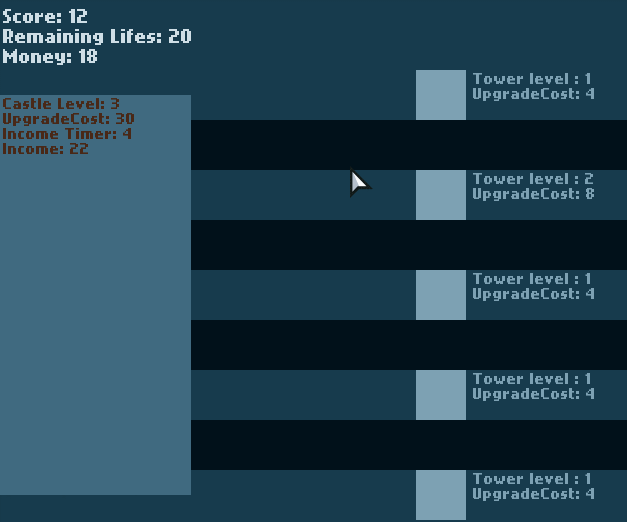 Score: 12
Remaining Lifes: 20
Money: 18
Castle Level: 3
UpgradeCost: 30
Income Timer: 4
Income: 22
Tower level : 1
UpgradeCost: 4
Tower level : 2
UpgradeCost: 8
Tower level : 1
UpgradeCost: 4
Tower level : 1
UpgradeCost: 4
Tower level : 1
UpgradeCost: 4